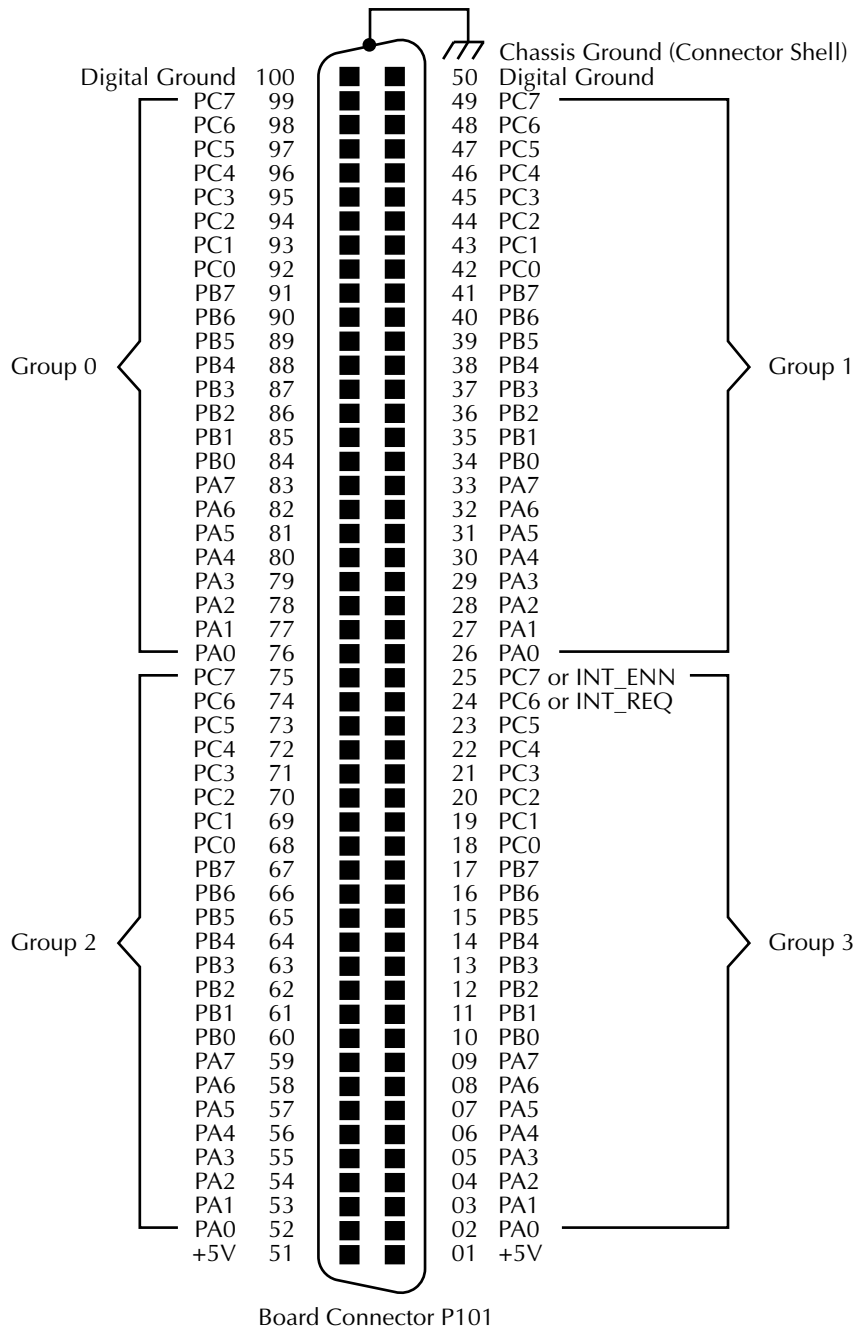 Chassis Ground (Connector Shell)
Digital Ground 100 50 Digital Ground
PC7 99 49 PC7
PC6 98 48 PC6
PC5 97 47 PC5
PC4 96 46 PC4
PC3 95 45 PC3
PC2 94 44 PC2
PC1 93 43 PC1
PC0 92 42 PC0
PB7 91 41 PB7
PB6 90 40 PB6
PB5 89 39 PB5
Group 0 PB4 88 38 PB4 Group 1
PB3 87 37 PB3
PB2 86 36 PB2
PB1 85 35 PB1
PB0 84 34 PB0
PA7 83 33 PA7
PA6 82 32 PA6
PA5 81 31 PA5
PA4 80 30 PA4
PA3 79 29 PA3
PA2 78 28 PA2
PA1 77 27 PA1
PA0 76 26 PA0
PC7 75 25 PC7 or INT_ENN
PC6 74 24 PC6 or INT_REQ
PC5 73 23 PC5
PC4 72 22 PC4
PC3 71 21 PC3
PC2 70 20 PC2
PC1 69 19 PC1
PC0 68 18 PC0
PB7 67 17 PB7
PB6 66 16 PB6
PB5 65 15 PB5
Group 2 PB4 64 14 PB4 Group 3
PB3 63 13 PB3
PB2 62 12 PB2
PB1 61 11 PB1
PB0 60 10 PB0
PA7 59 09 PA7
PA6 58 08 PA6
PA5 57 07 PA5
PA4 56 06 PA4
PA3 55 05 PA3
PA2 54 04 PA2
PA1 53 03 PA1
PA0 52 02 PA0
+5V 51 01 +5V
Board Connector P101